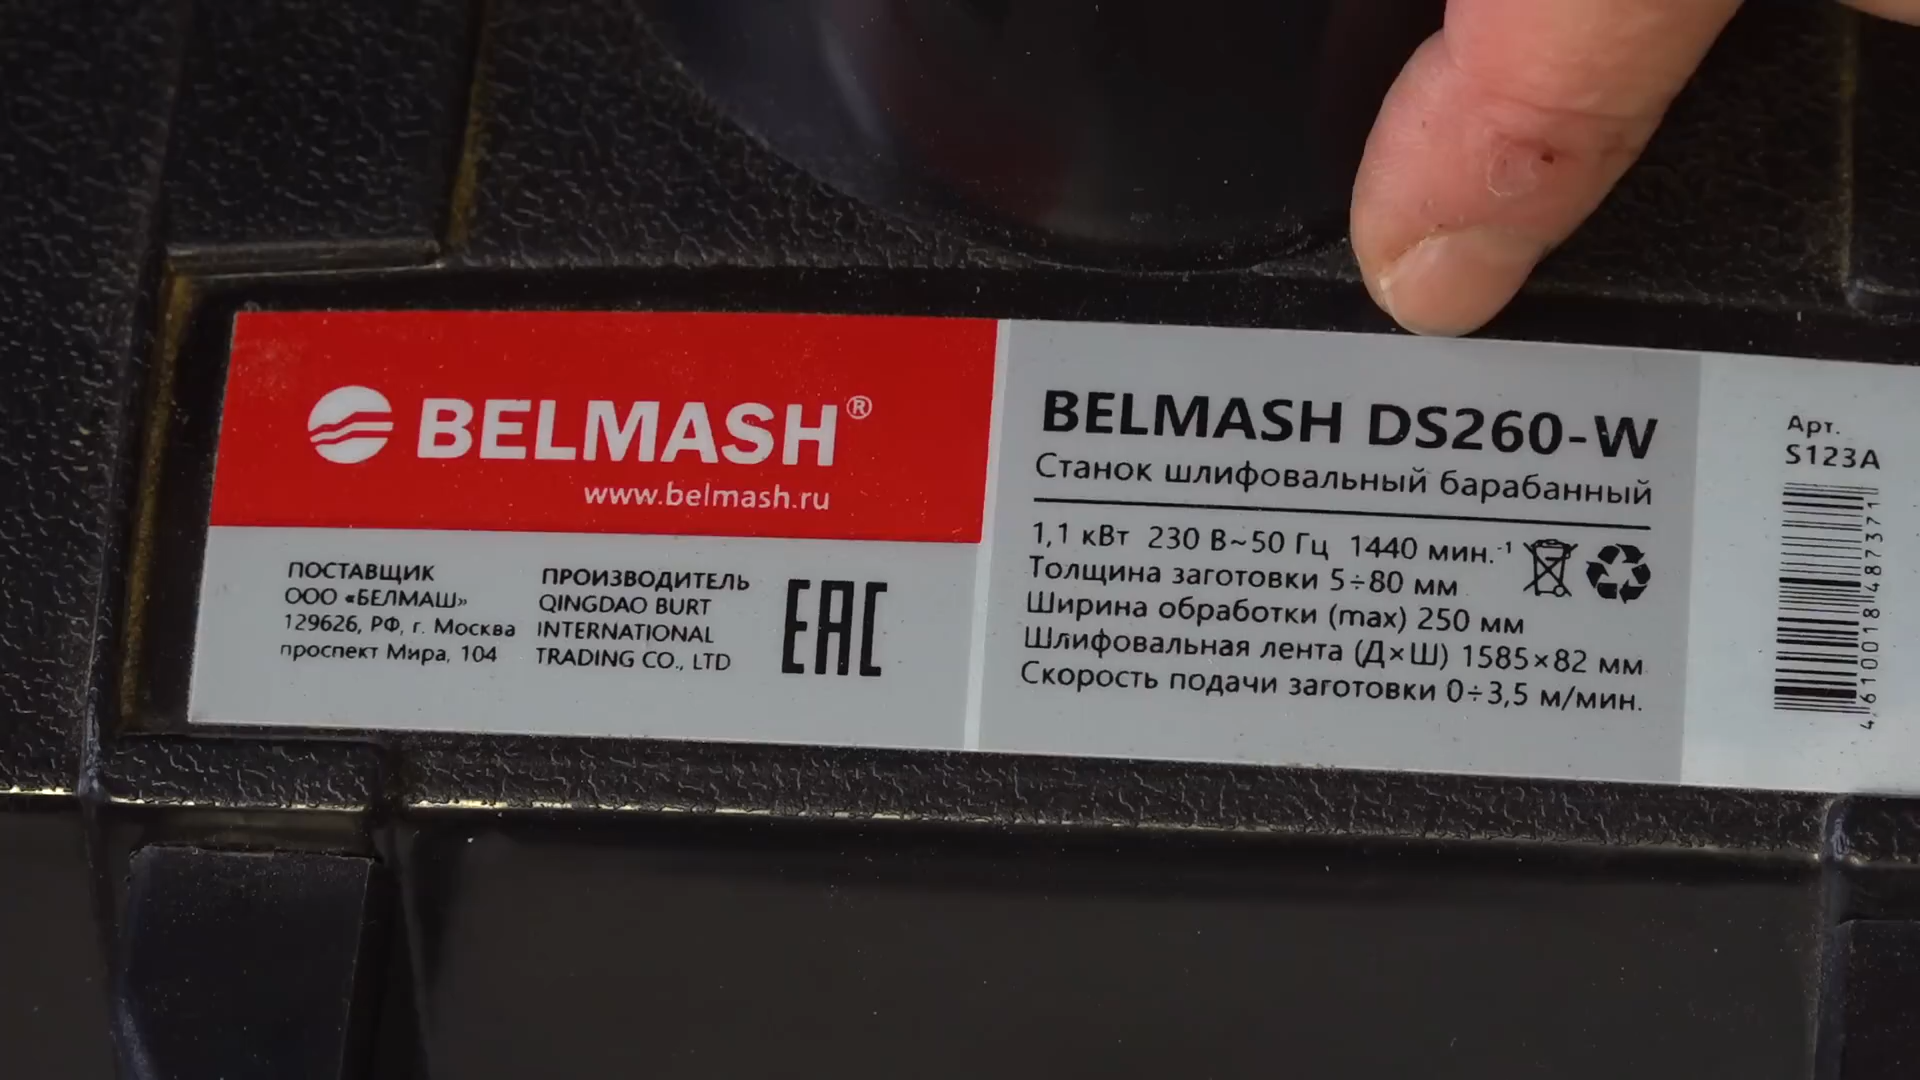 BELMASH®
www.belmash.ru
ПОСТАВЩИК
ООО «БЕЛМАШ»
129626, РФ, г. Москва
проспект Мира, 104
ПРОИЗВОДИТЕЛЬ
QINGDAO BURT
INTERNATIONAL
TRADING CO., LTD
EAC
BELMASH DS260-W
Станок шлифовальный барабанный
1,1 кВт 230 В~50 Гц 1440 мин.⁻¹
Толщина заготовки 5÷80 мм
Ширина обработки (max) 250 мм
Шлифовальная лента (Д×Ш) 1585×82 мм
Скорость подачи заготовки 0÷3,5 м/мин.
Арт.
S123A
4 610018 487371